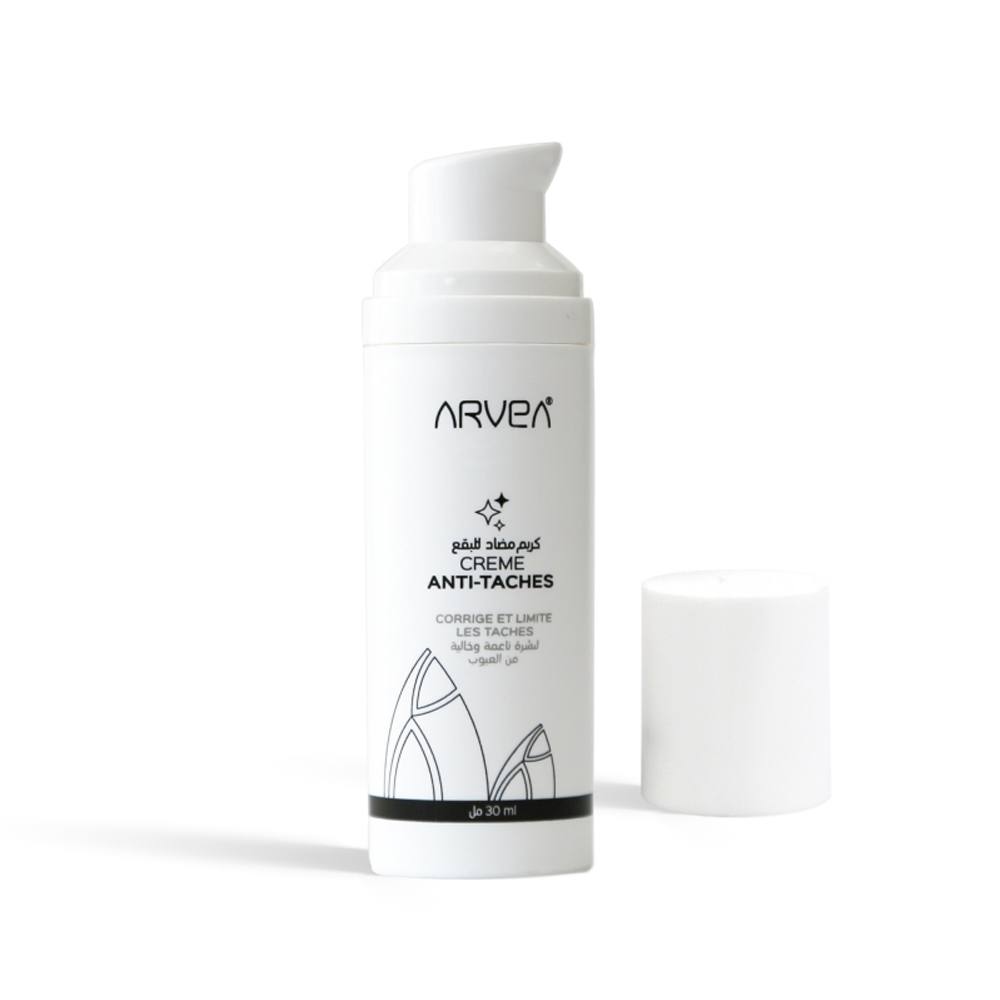 ARVEA®
كريم مضاد للبقع
CREME
ANTI-TACHES
CORRIGE ET LIMITE
LES TACHES
لبشرة ناعمة وخالية
من العيوب
30 ml مل